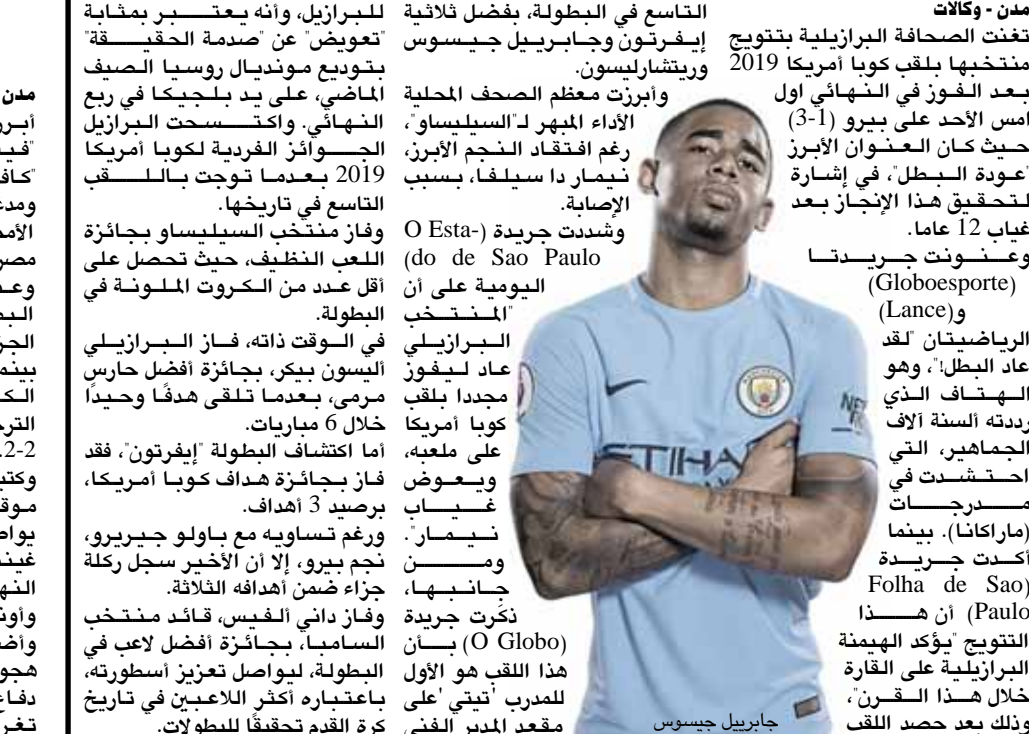 مدن - وكالات
تغنت الصحافة البرازيلية بتتويج
منتخبها بلقب كوبا أمريكا 2019
بعد الفوز في النهائي اول
امس الأحد على بيرو (1-3)
حيث كان العنوان الأبرز
"عودة البطل"، في إشارة
لتحقيق هذا الإنجاز بعد
غياب 12 عاما.
وعنونت جريدتا
(Globoesporte)
و(Lance)
الرياضيتان "لقد
عاد البطل!"، وهو
الهتاف الذي
رددته ألسنة آلاف
الجماهير، التي
احتشدت في
مدرجات
(ماراكانا). بينما
أكدت جريدة
(Folha de Sao
Paulo) أن هذا
التتويج "يؤكد الهيمنة
البرازيلية على القارة
خلال هذا القرن"،
وذلك بعد حصد اللقب
التاسع في البطولة، بفضل ثلاثية
إيفرتون وجابرييل جيسوس
وريتشارليسون.
وأبرزت معظم الصحف المحلية
الأداء المبهر لـ"السيليساو"،
رغم افتقاد النجم الأبرز،
نيمار دا سيلفا، بسبب
الإصابة.
وشددت جريدة (O Esta-
do de Sao Paulo)
اليومية على أن
"المنتخب
البرازيلي
عاد ليفوز
مجددا بلقب
كوبا أمريكا
على ملعبه،
ويعوض
غياب
نيمار".
ومن
جانبها،
ذكرت جريدة
(O Globo) بأن
هذا اللقب هو الأول
للمدرب 'تيتي 'على
مقعد المدير الفني
للبرازيل، وأنه يعتبر بمثابة
"تعويض" عن "صدمة الحقيقة"
بتوديع مونديال روسيا الصيف
الماضي، على يد بلجيكا في ربع
النهائي. واكتسحت البرازيل
الجوائز الفردية لكوبا أمريكا
2019 بعدما توجت باللقب
التاسع في تاريخها.
وفاز منتخب السيليساو بجائزة
اللعب النظيف، حيث تحصل على
أقل عدد من الكروت الملونة في
البطولة.
في الوقت ذاته، فاز البرازيلي
أليسون بيكر، بجائزة أفضل حارس
مرمى، بعدما تلقى هدفًا وحيدًا
خلال 6 مباريات.
أما اكتشاف البطولة "إيفرتون"، فقد
فاز بجائزة هداف كوبا أمريكا،
برصيد 3 أهداف.
ورغم تساويه مع باولو جيريرو،
نجم بيرو، إلا أن الأخير سجل ركلة
جزاء ضمن أهدافه الثلاثة.
وفاز داني ألفيس، قائد منتخب
السامبا، بجائزة أفضل لاعب في
البطولة، ليواصل تعزيز أسطورته،
باعتباره أكثر اللاعبين في تاريخ
كرة القدم تحقيقًا للبطولات.
جابرييل جيسوس
MANCHESTER
CITY
ETIHAD
مدن
2-2.